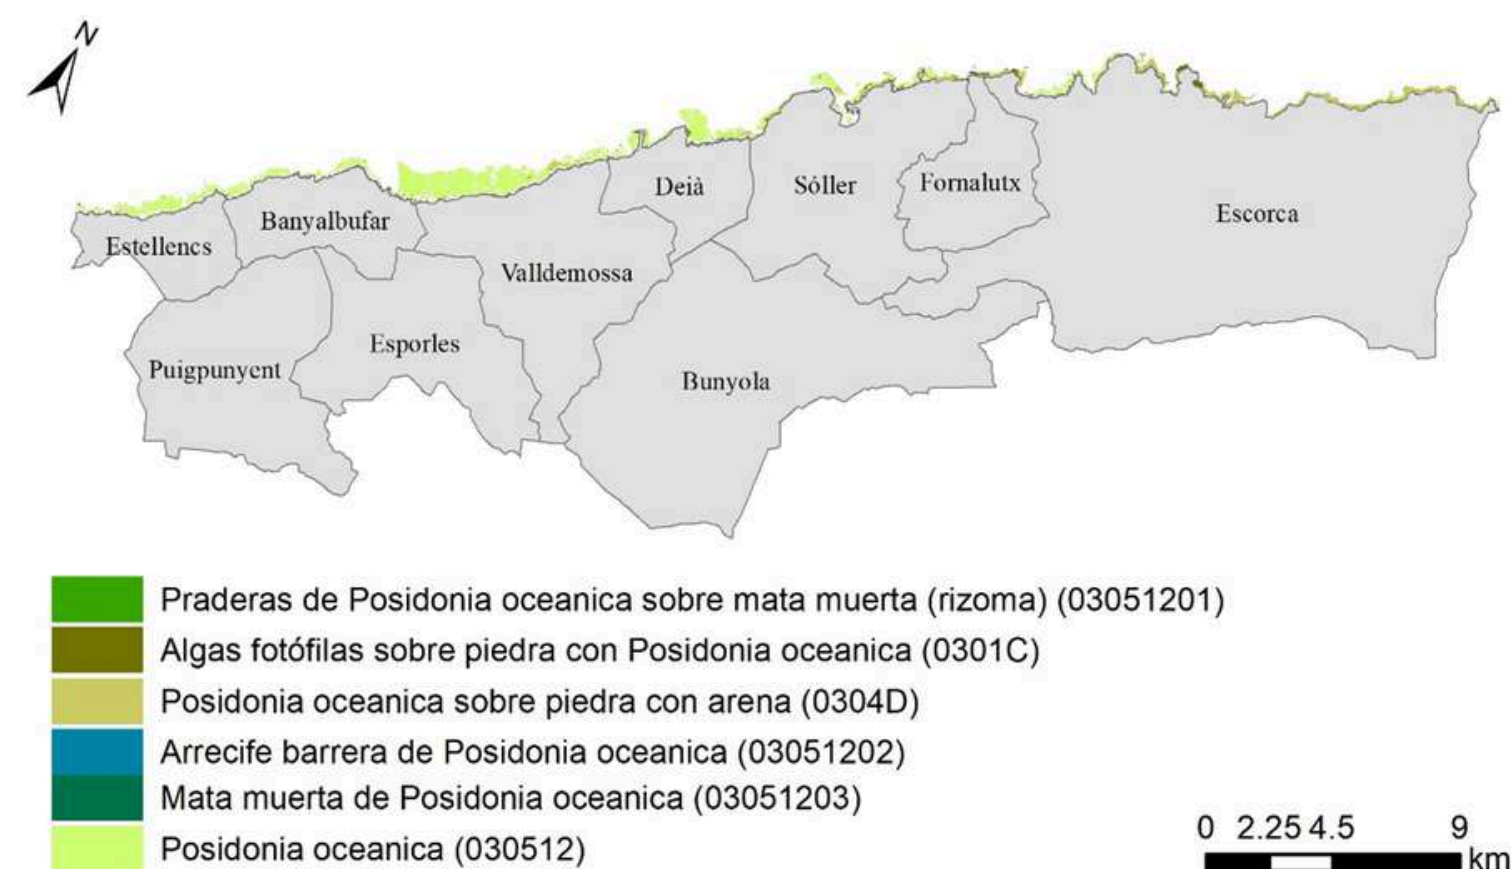 N
Deià
Sóller
Fornalutx
Escorca
Banyalbufar
Estellencs
Valldemossa
Esporles
Puigpunyent
Bunyola
Praderas de Posidonia oceanica sobre mata muerta (rizoma) (03051201)
Algas fotófilas sobre piedra con Posidonia oceanica (0301C)
Posidonia oceanica sobre piedra con arena (0304D)
Arrecife barrera de Posidonia oceanica (03051202)
Mata muerta de Posidonia oceanica (03051203)
Posidonia oceanica (030512)
0 2.25 4.5 9
km